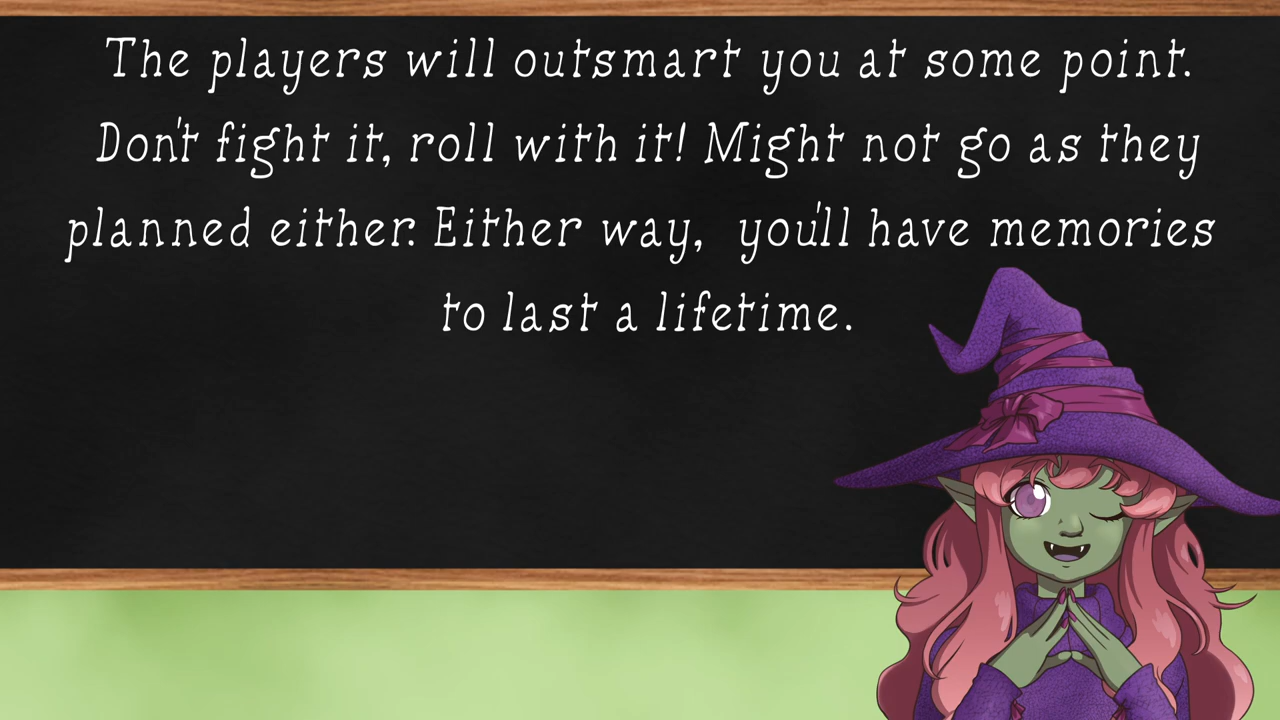 The players will outsmart you at some point.
Don't fight it, roll with it! Might not go as they
planned either. Either way, you'll have memories
to last a lifetime.